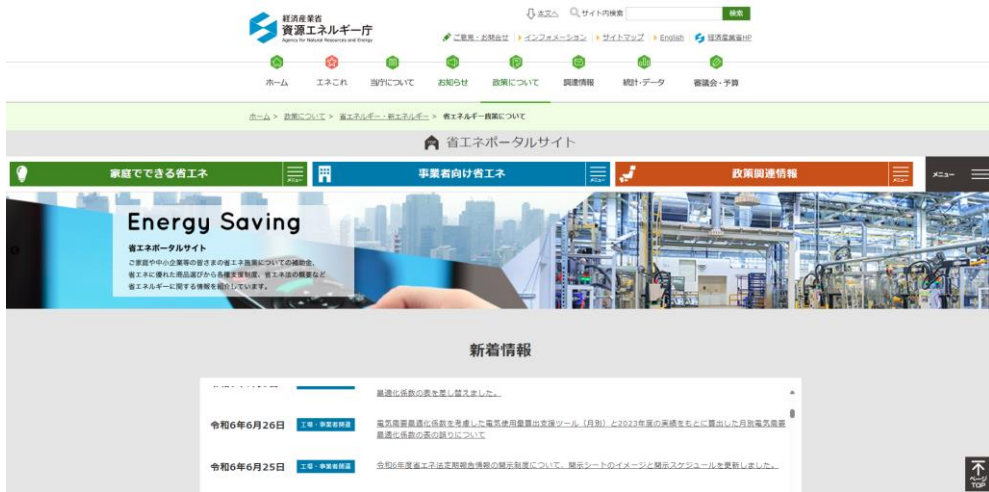 経済産業省
資源エネルギー庁
Agency for Natural Resources and Energy
本文へ
サイト内検索
検索
ご意見・お問合せ
インフォメーション
サイトマップ
English
経済産業省HP
ホーム
エネこれ
当庁について
お知らせ
政策について
調達情報
統計・データ
審議会・予算
ホーム > 政策について > 省エネルギー・新エネルギー > 省エネルギー政策について
省エネポータルサイト
家庭でできる省エネ
メニュー
事業者向け省エネ
メニュー
政策関連情報
メニュー
メニュー
Energy Saving
省エネポータルサイト
ご家庭や中小企業等の皆さまの省エネ施策についての補助金、
省エネに優れた商品選びから各種支援制度、省エネ法の概要など
省エネルギーに関する情報を紹介しています。
新着情報
最適化係数の表を差し替えました。
令和6年6月26日
工場・事業者関連
電気需要最適化係数を考慮した電気使用量算出支援ツール（月別）と2023年度の実績をもとに算出した月別電気需要
最適化係数の表の誤りについて
令和6年6月25日
工場・事業者関連
令和6年度省エネ法定期報告情報の開示制度について、開示シートのイメージと開示スケジュールを更新しました。
ページ
TOP